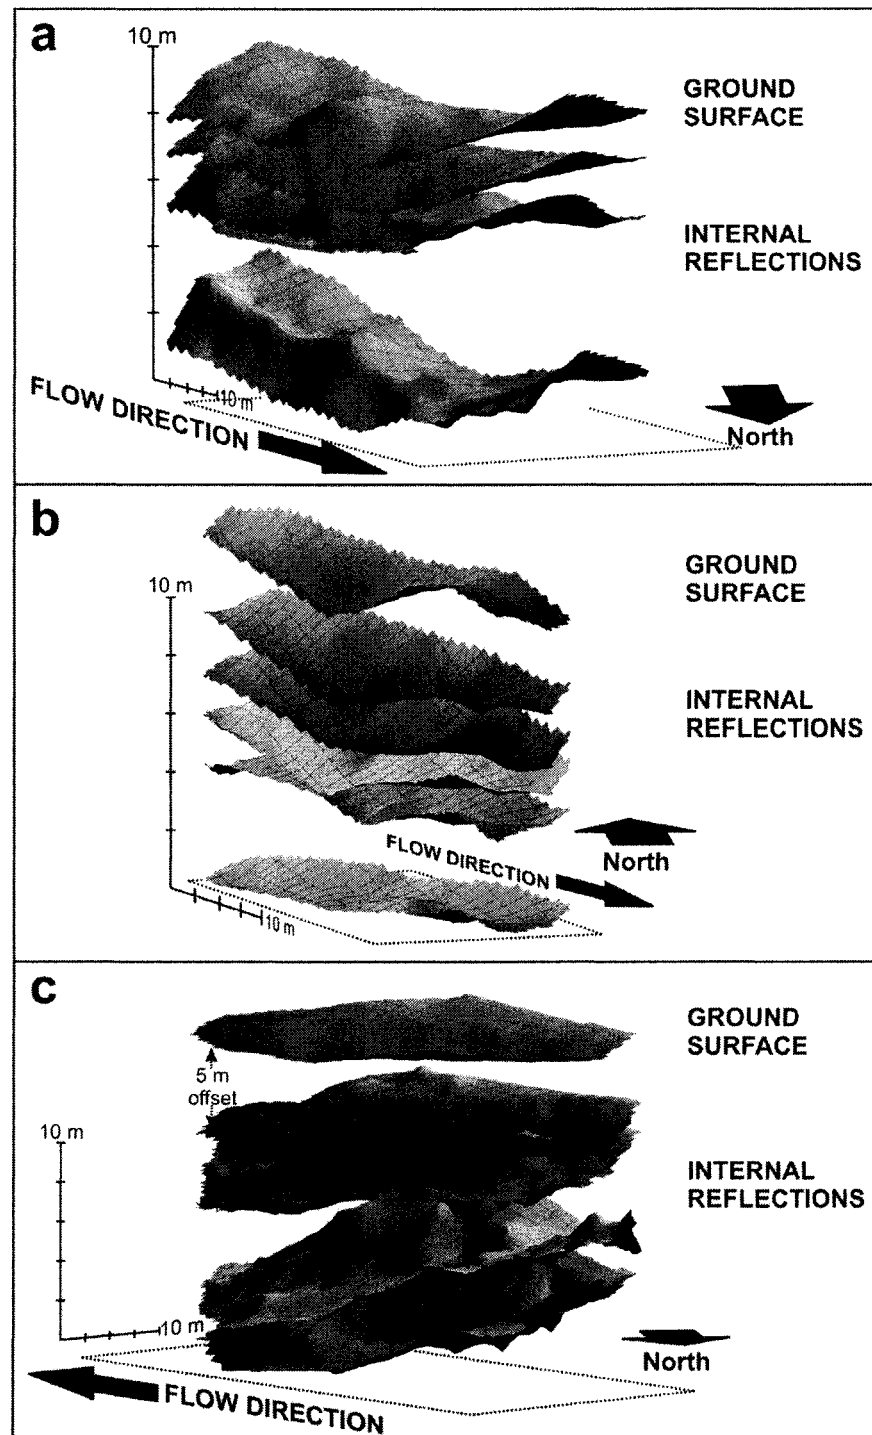 a
10 m
GROUND
SURFACE
INTERNAL
REFLECTIONS
10 m
FLOW DIRECTION
North
b
10 m
GROUND
SURFACE
INTERNAL
REFLECTIONS
FLOW DIRECTION
North
10 m
c
GROUND
SURFACE
5 m
offset
10 m
INTERNAL
REFLECTIONS
10 m
North
FLOW DIRECTION